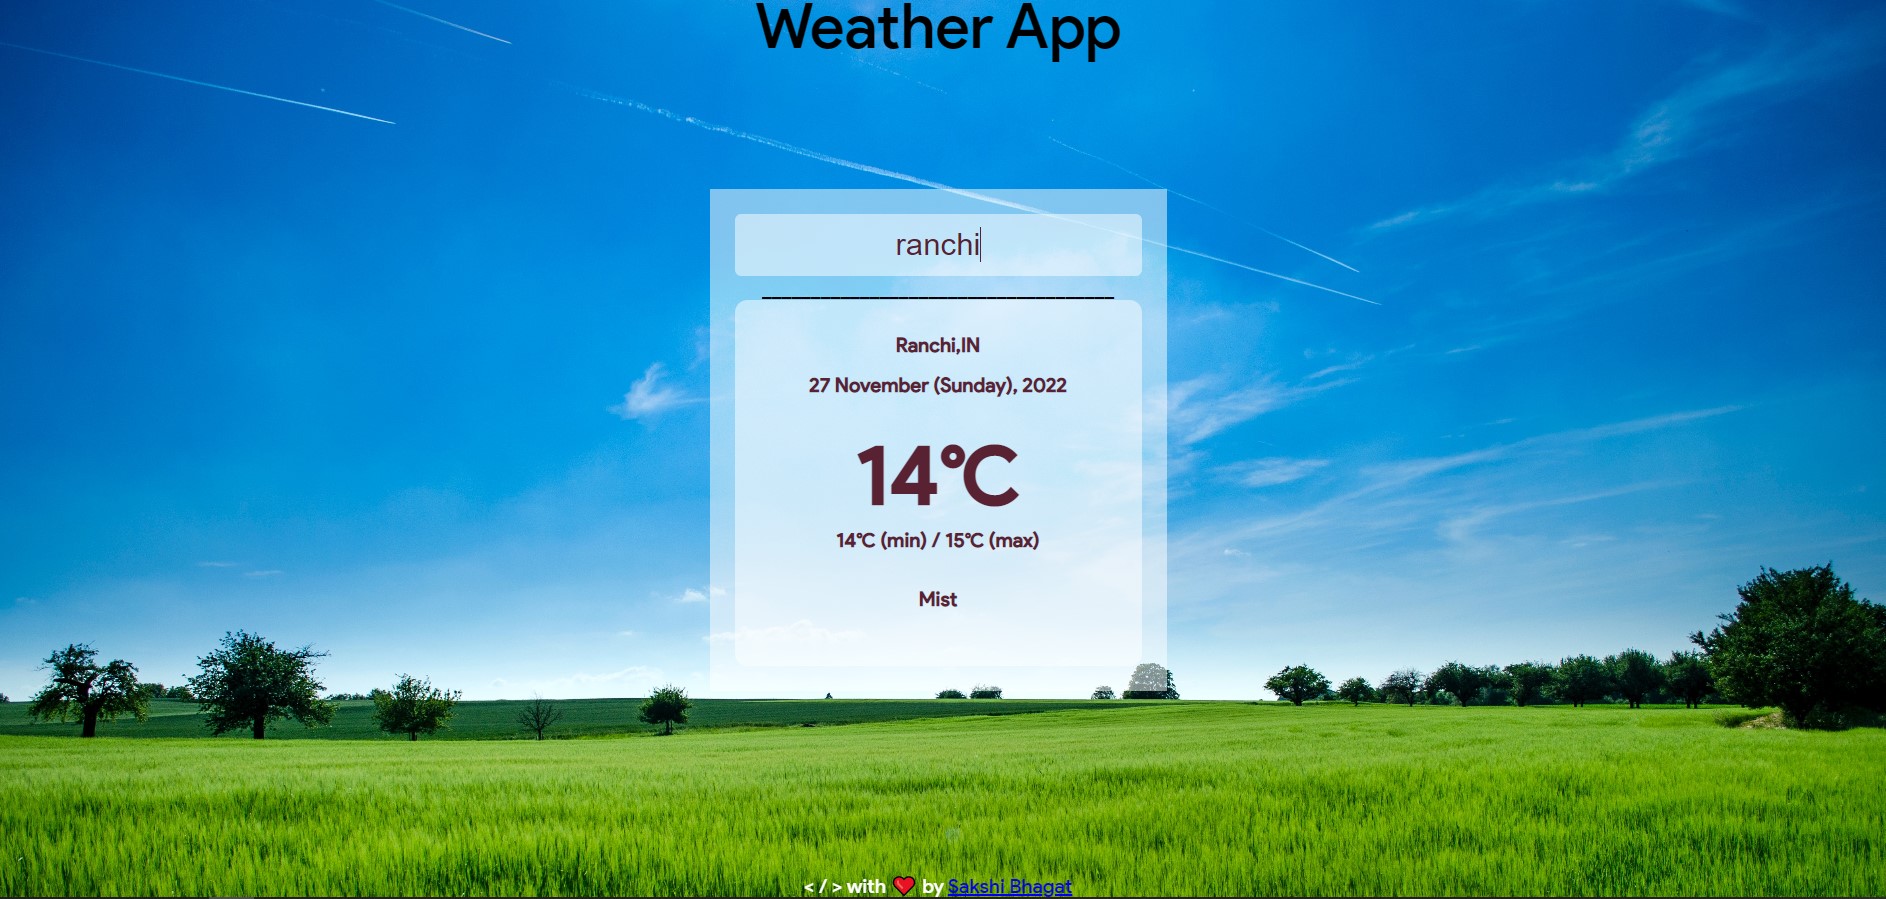 Weather App
ranchi
Ranchi,IN
27 November (Sunday), 2022
14°C
14°C (min) / 15°C (max)
Mist
< / > with ❤️ by Sakshi Bhagat